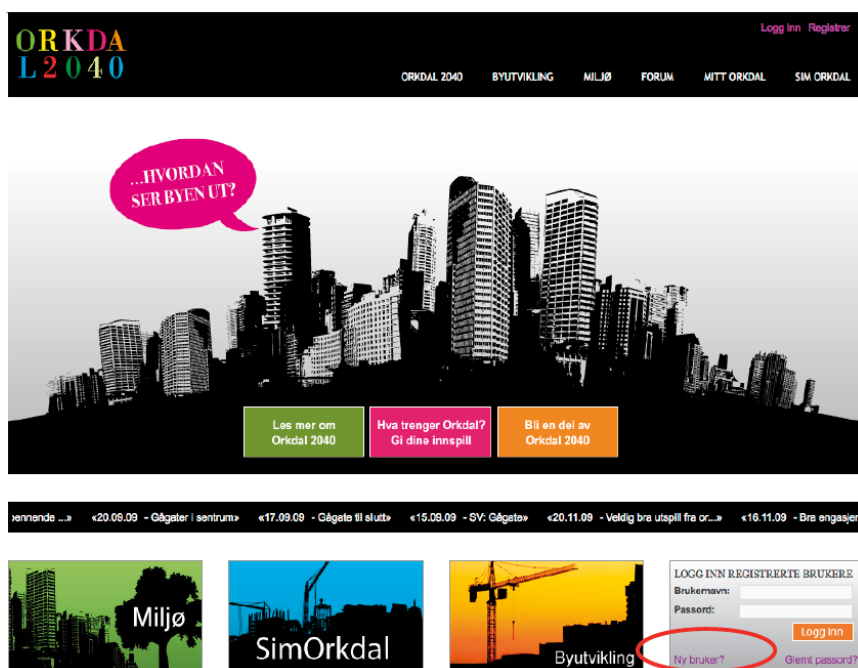 Logg inn Registrer
ORKDA
L2040
ORKDAL 2040 BYUTVIKLING MILJØ FORUM MITT ORKDAL SIM ORKDAL
...HVORDAN
SER BYEN UT?
Les mer om
Orkdal 2040
Hva trenger Orkdal?
Gi dine innspill
Bli en del av
Orkdal 2040
...» «20.09.09 - Gågater i sentrum» «17.09.09 - Gågate til slutt» «15.09.09 - SV: Gågate» «20.11.09 - Veldig bra utspill fra or...» «16.11.09 - Bra engasjer
Miljø
SimOrkdal
Byutvikling
LOGG INN REGISTRERTE BRUKERE
Brukernavn:
Passord:
Logg inn
Ny bruker? Glemt passord?